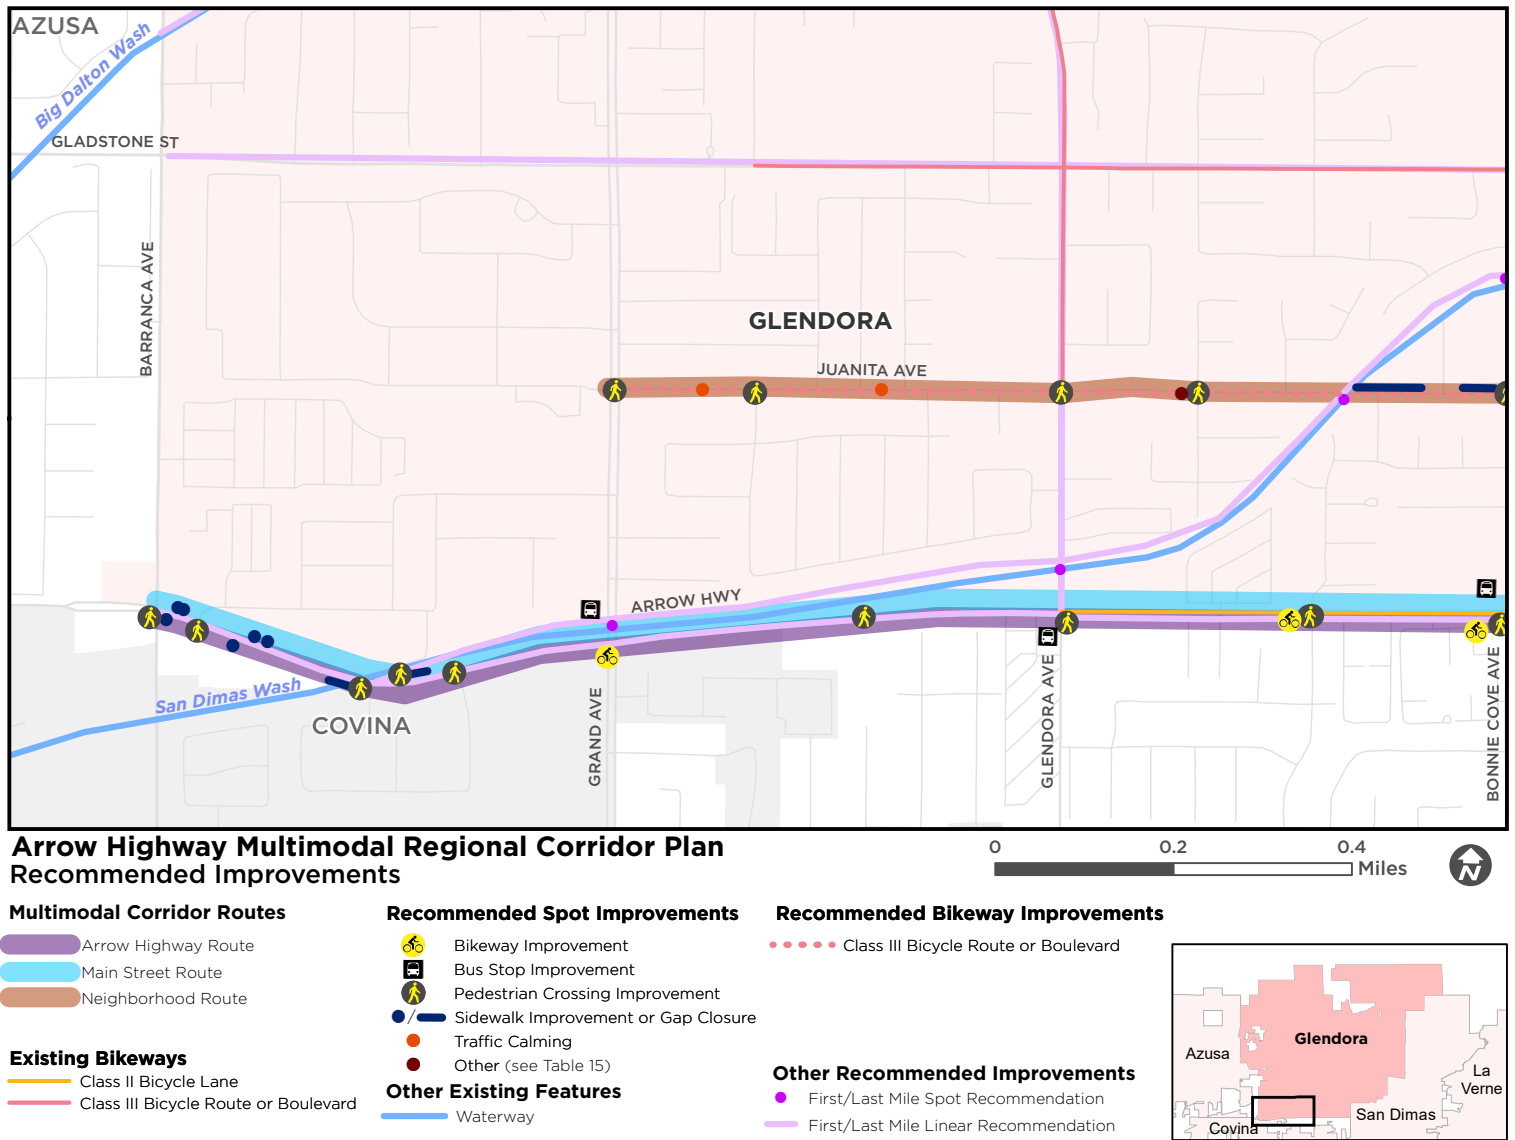 AZUSA
Big Dalton Wash
GLADSTONE ST
BARRANCA AVE
GLENDORA
JUANITA AVE
ARROW HWY
San Dimas Wash
COVINA
GRAND AVE
GLENDORA AVE
BONNIE COVE AVE
Arrow Highway Multimodal Regional Corridor Plan
Recommended Improvements
0 0.2 0.4
Miles
N
Multimodal Corridor Routes
Arrow Highway Route
Main Street Route
Neighborhood Route
Existing Bikeways
Class II Bicycle Lane
Class III Bicycle Route or Boulevard
Recommended Spot Improvements
Bikeway Improvement
Bus Stop Improvement
Pedestrian Crossing Improvement
/ Sidewalk Improvement or Gap Closure
Traffic Calming
Other (see Table 15)
Other Existing Features
Waterway
Recommended Bikeway Improvements
Class III Bicycle Route or Boulevard
Other Recommended Improvements
First/Last Mile Spot Recommendation
First/Last Mile Linear Recommendation
Glendora
Azusa
La
Verne
San Dimas
Covina